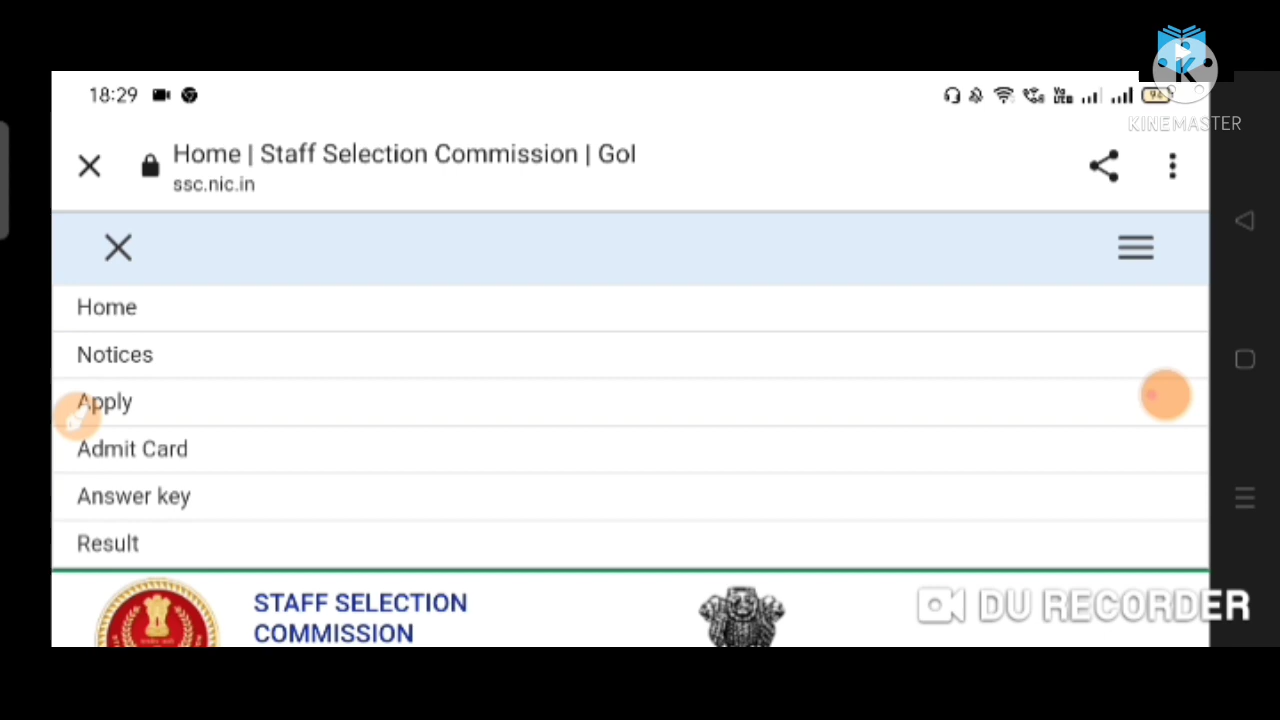 18:29
KINEMASTER
Home | Staff Selection Commission | GoI
ssc.nic.in
Home
Notices
Apply
Admit Card
Answer key
Result
STAFF SELECTION
COMMISSION
DU RECORDER